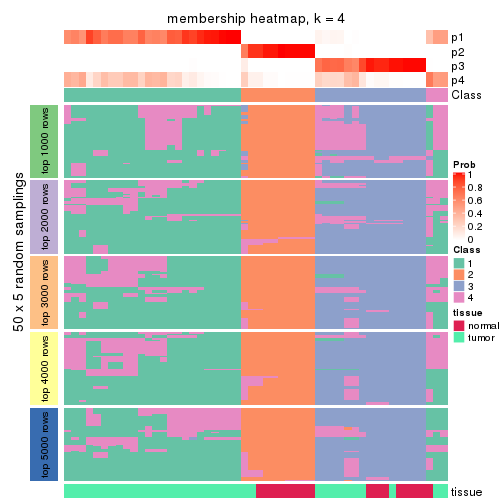 membership heatmap, k = 4
p1
p2
p3
p4
Class
50 x 5 random samplings
top 1000 rows
top 2000 rows
top 3000 rows
top 4000 rows
top 5000 rows
Prob
1
0.8
0.6
0.4
0.2
0
Class
1
2
3
4
tissue
normal
tumor
tissue